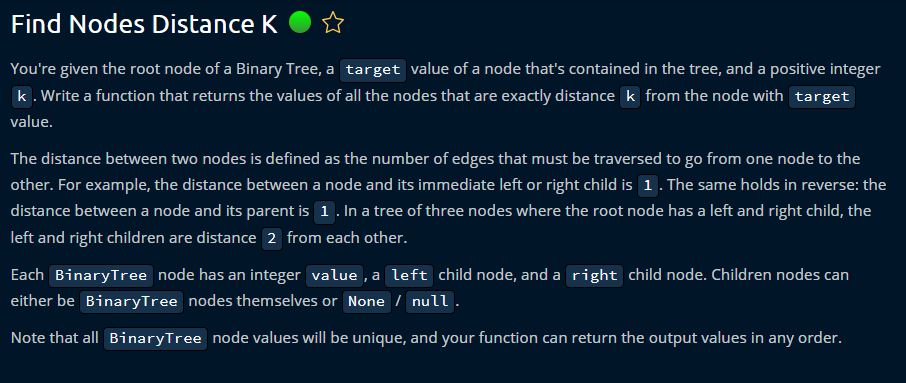 Find Nodes Distance K
You're given the root node of a Binary Tree, a target value of a node that's contained in the tree, and a positive integer
k . Write a function that returns the values of all the nodes that are exactly distance k from the node with target
value.
The distance between two nodes is defined as the number of edges that must be traversed to go from one node to the
other. For example, the distance between a node and its immediate left or right child is 1 . The same holds in reverse: the
distance between a node and its parent is 1 . In a tree of three nodes where the root node has a left and right child, the
left and right children are distance 2 from each other.
Each BinaryTree node has an integer value , a left child node, and a right child node. Children nodes can
either be BinaryTree nodes themselves or None / null .
Note that all BinaryTree node values will be unique, and your function can return the output values in any order.